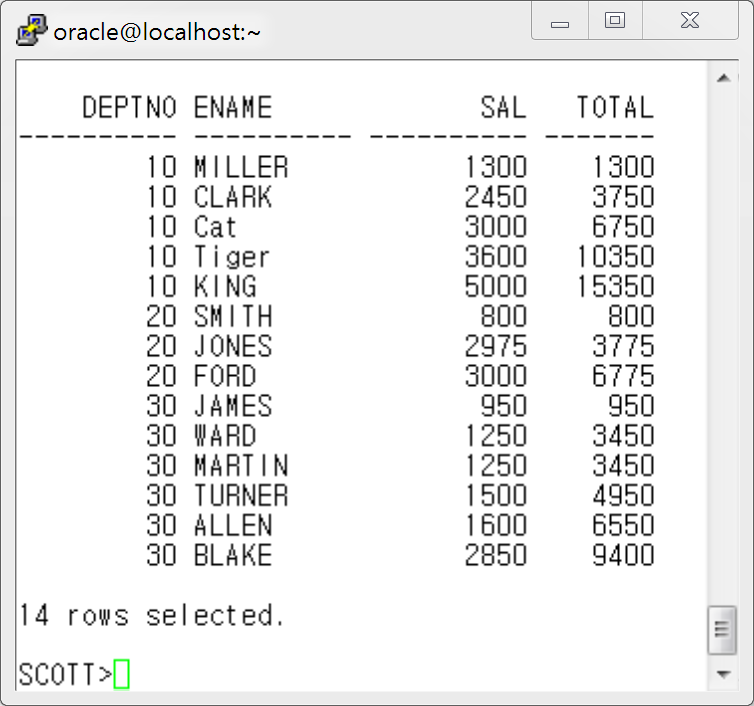 oracle@localhost:~
DEPTNO ENAME SAL TOTAL
---------- ---------- ---------- -------
10 MILLER 1300 1300
10 CLARK 2450 3750
10 Cat 3000 6750
10 Tiger 3600 10350
10 KING 5000 15350
20 SMITH 800 800
20 JONES 2975 3775
20 FORD 3000 6775
30 JAMES 950 950
30 WARD 1250 3450
30 MARTIN 1250 3450
30 TURNER 1500 4950
30 ALLEN 1600 6550
30 BLAKE 2850 9400
14 rows selected.
SCOTT>